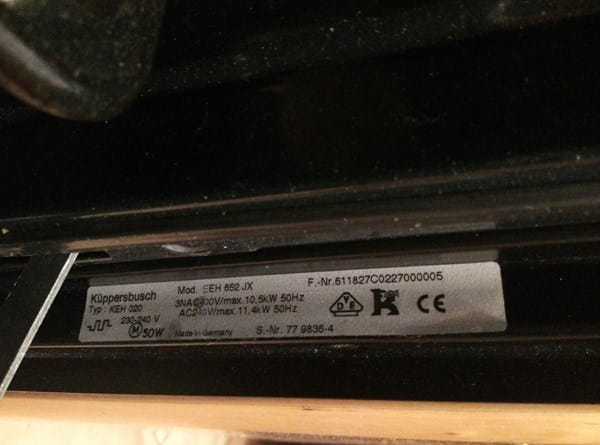 Küppersbusch
Mod. EEH 652 JX
F.-Nr.611827C0227000005
Typ : KEH 020
3NAC400V/max.10,5kW 50Hz
230-240 V
AC240V/max.11,4kW 50Hz
M 50W
Made in Germany
S.-Nr. 77 9836-4
VDE
CE